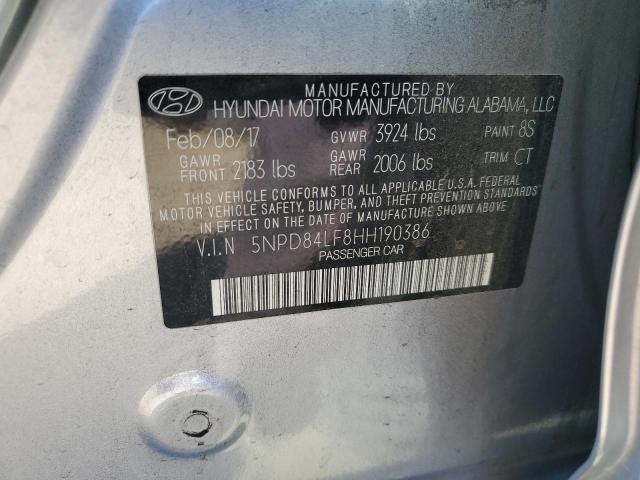 MANUFACTURED BY
HYUNDAI MOTOR MANUFACTURING ALABAMA, LLC
Feb/08/17 GVWR 3924 lbs PAINT 8S
GAWR FRONT 2183 lbs GAWR REAR 2006 lbs TRIM CT
THIS VEHICLE CONFORMS TO ALL APPLICABLE U.S.A. FEDERAL
MOTOR VEHICLE SAFETY, BUMPER, AND THEFT PREVENTION STANDARDS
IN EFFECT ON THE DATE OF MANUFACTURE SHOWN ABOVE.
V.I.N 5NPD84LF8HH190386
PASSENGER CAR